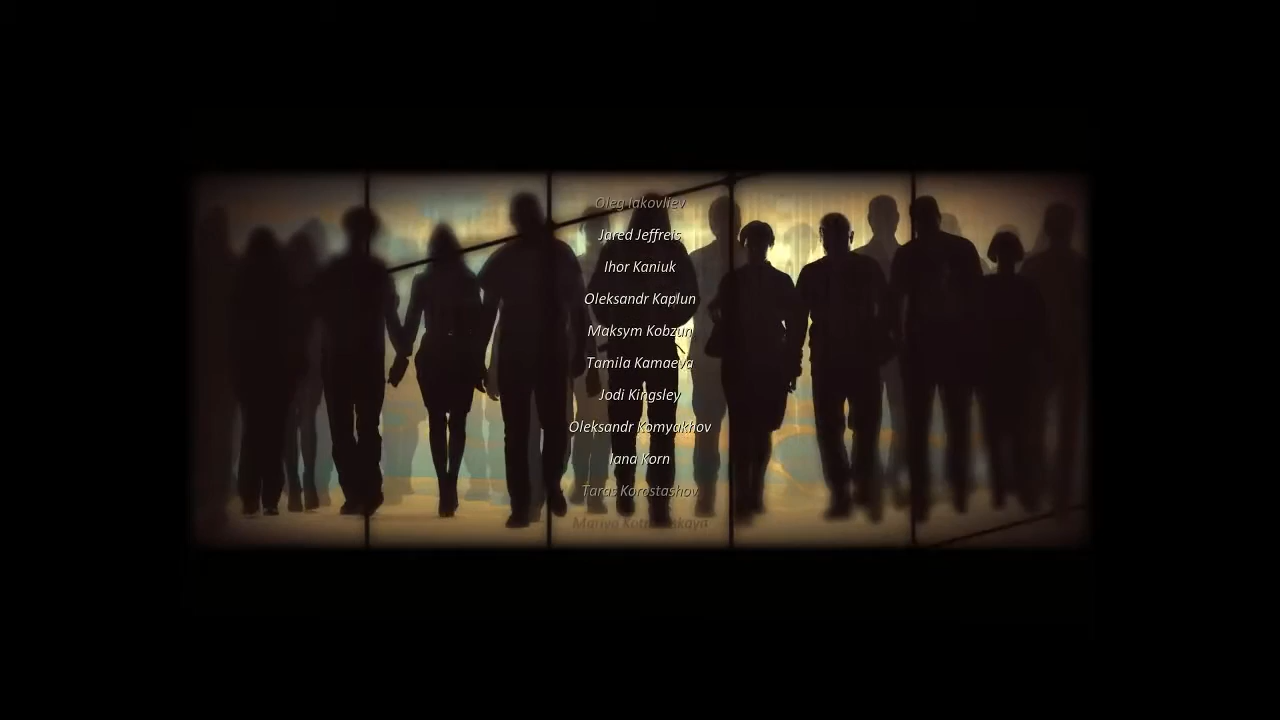 Oleg Iakovliev
Jared Jeffreis
Ihor Kaniuk
Oleksandr Kaplun
Maksym Kobzun
Tamila Kamaeva
Jodi Kingsley
Oleksandr Komyakhov
Iana Korn
Taras Korostashov
Mariya